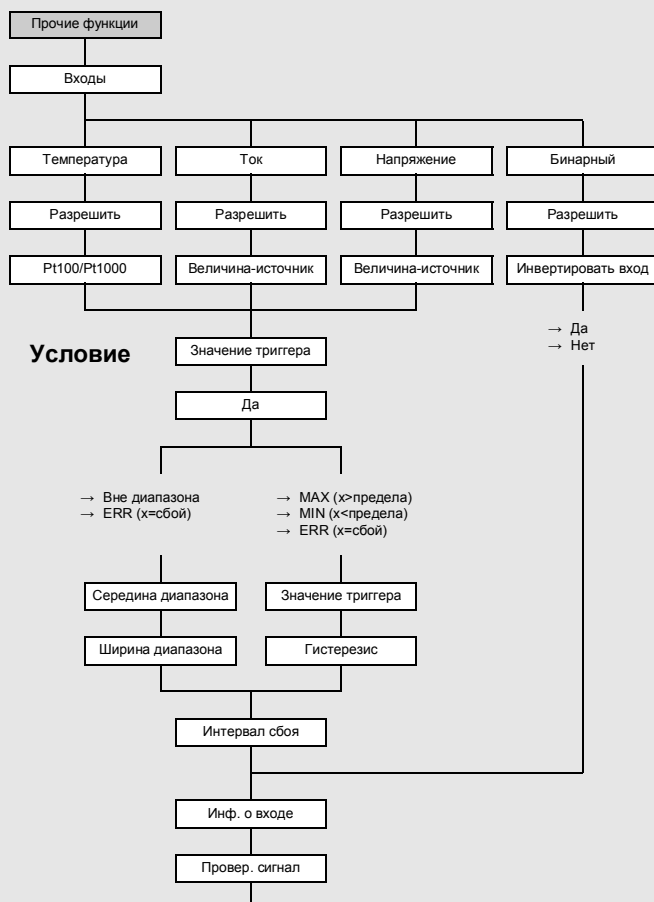 Прочие функции
Входы
Температура
Ток
Напряжение
Бинарный
Разрешить
Разрешить
Разрешить
Разрешить
Pt100/Pt1000
Величина-источник
Величина-источник
Инвертировать вход
→ Да
→ Нет
Условие
Значение триггера
Да
→ Вне диапазона
→ ERR (x=сбой)
→ MAX (x>предела)
→ MIN (x<предела)
→ ERR (x=сбой)
Середина диапазона
Значение триггера
Ширина диапазона
Гистерезис
Интервал сбоя
Инф. о входе
Провер. сигнал